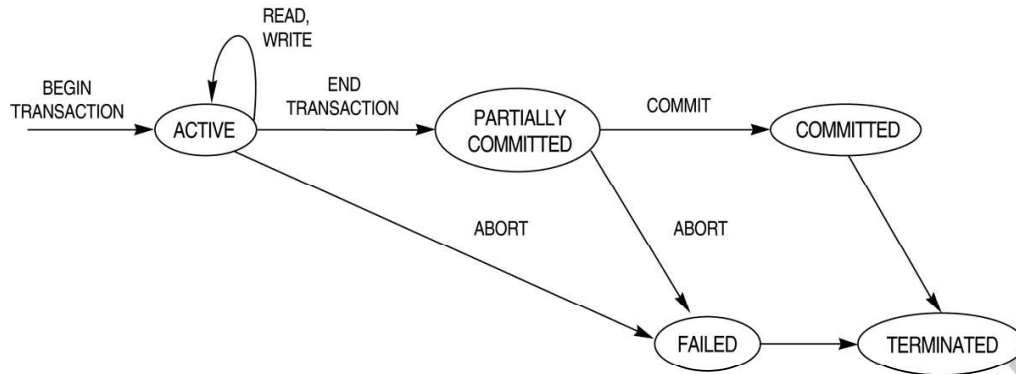 READ,
WRITE
BEGIN
TRANSACTION
END
TRANSACTION
ACTIVE
PARTIALLY
COMMITTED
COMMIT
COMMITTED
ABORT
ABORT
FAILED
TERMINATED